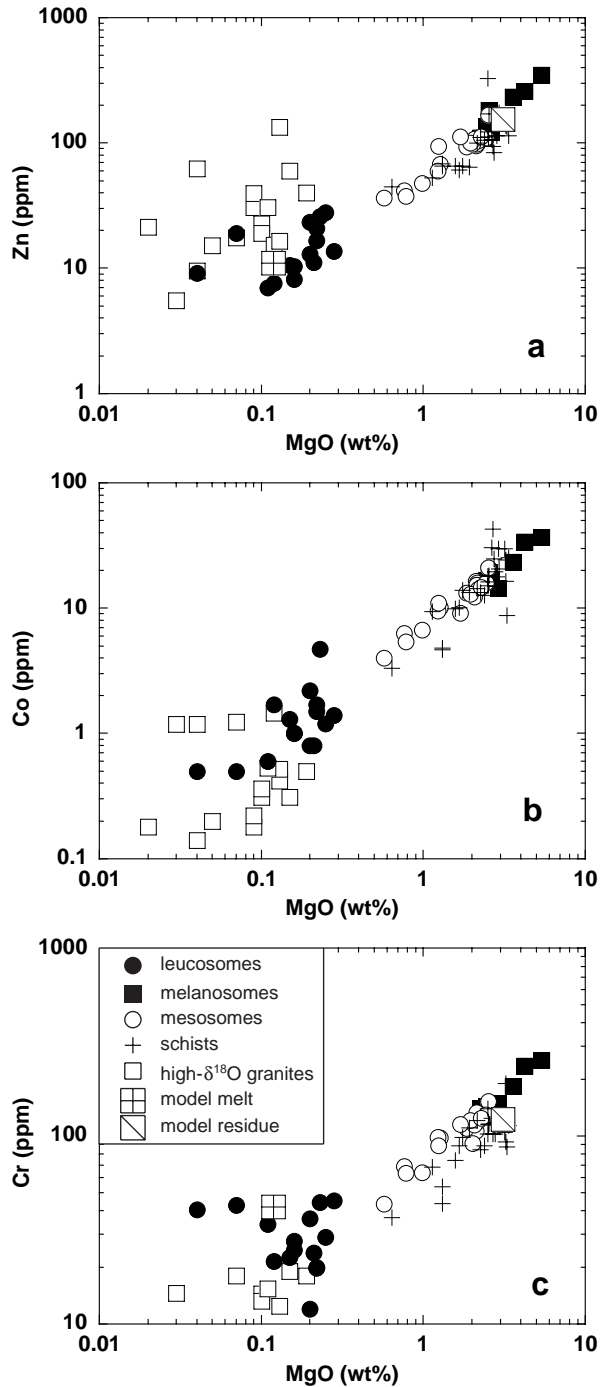 1000
100
10
1
Zn (ppm)
a
0.01 0.1 1 10
MgO (wt%)
100
10
1
0.1
Co (ppm)
b
0.01 0.1 1 10
MgO (wt%)
1000
100
10
Cr (ppm)
leucosomes
melanosomes
mesosomes
schists
high-δ¹⁸O granites
model melt
model residue
c
0.01 0.1 1 10
MgO (wt%)